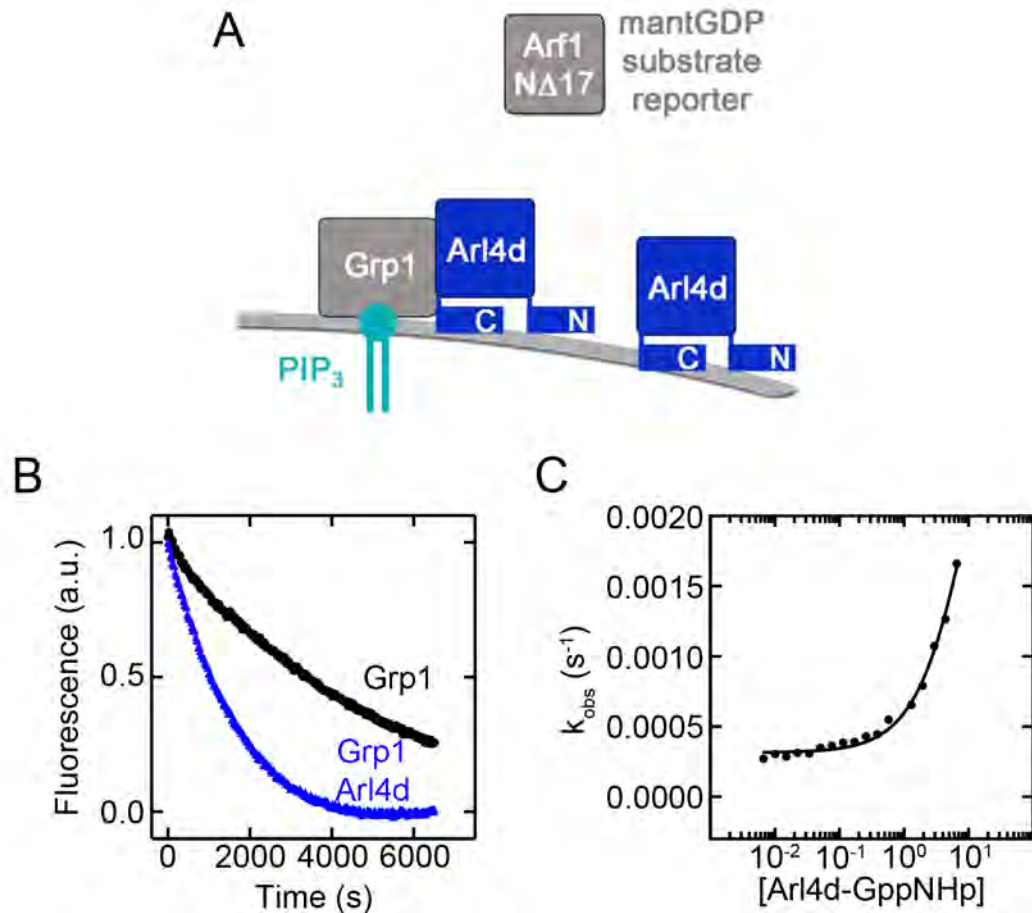 A
Arf1
NΔ17
mantGDP
substrate
reporter
Grp1
Arl4d
Arl4d
C
N
C
N
PIP₃
B
Fluorescence (a.u.)
1.0
0.5
0.0
Grp1
Grp1
Arl4d
0 2000 4000 6000
Time (s)
C
k_obs (s⁻¹)
0.0020
0.0015
0.0010
0.0005
0.0000
10⁻² 10⁻¹ 10⁰ 10¹
[Arl4d-GppNHp]